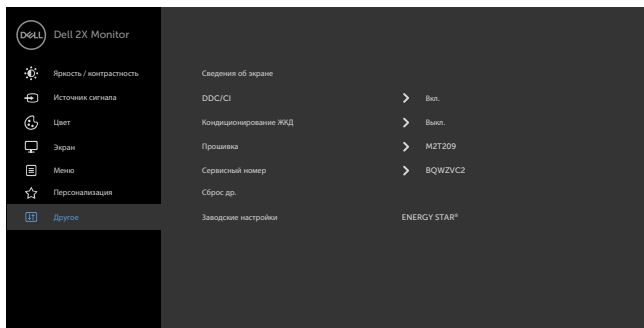 DELL
Dell 2X Monitor
Яркость / контрастность
Сведения об экране
Источник сигнала
DDC/CI
Вкл.
Цвет
Кондиционирование ЖКД
Выкл.
Экран
Прошивка
M2T209
Меню
Сервисный номер
BQWZVC2
Персонализация
Сброс др.
Другое
Заводские настройки
ENERGY STAR®